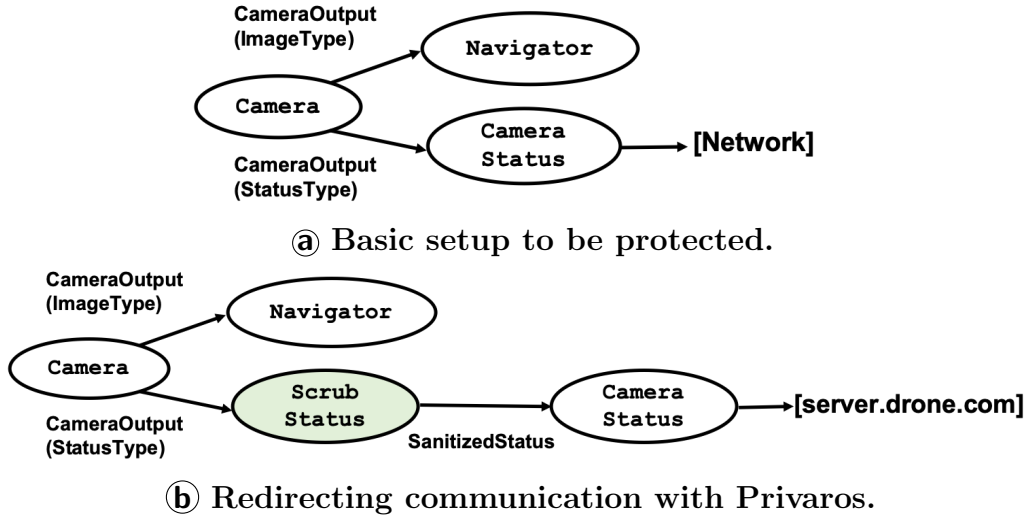 CameraOutput
(ImageType)
Navigator
Camera
Camera
Status
[Network]
CameraOutput
(StatusType)
ⓐ Basic setup to be protected.
CameraOutput
(ImageType)
Navigator
Camera
Scrub
Status
Camera
Status
[server.drone.com]
CameraOutput
(StatusType)
SanitizedStatus
ⓑ Redirecting communication with Privaros.